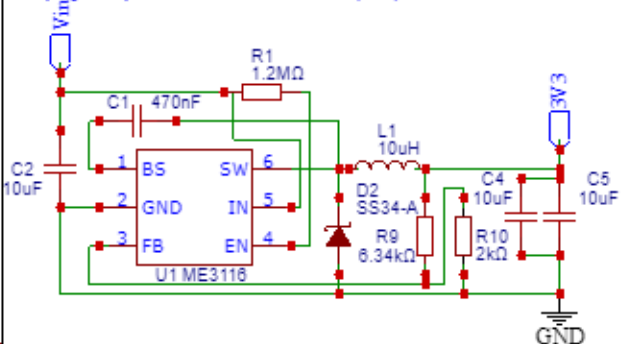 Vin
R1
1.2MΩ
C1 470nF
3V3
L1
10uH
C2
10uF
1 BS SW 6
2 GND IN 5
3 FB EN 4
U1 ME3116
D2
SS34-A
R9
6.34kΩ
R10
2kΩ
C4
10uF
C5
10uF
GND